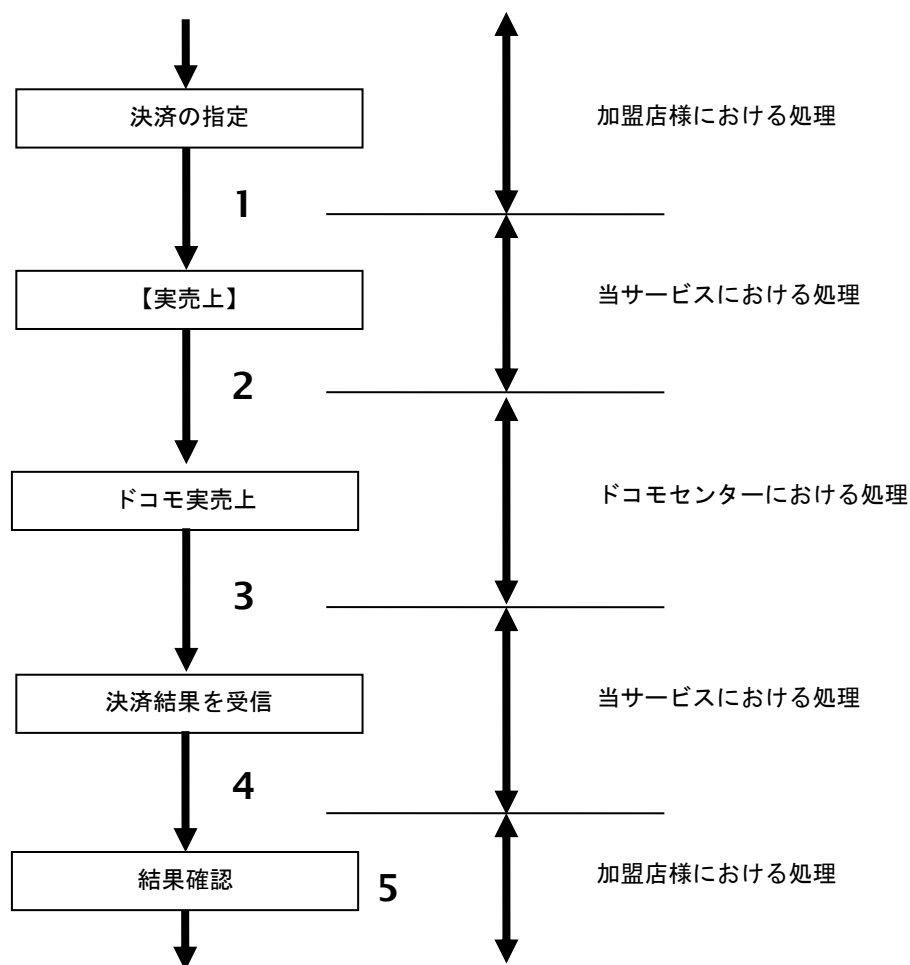 決済の指定
加盟店様における処理
1
【実売上】
当サービスにおける処理
2
ドコモ実売上
ドコモセンターにおける処理
3
決済結果を受信
当サービスにおける処理
4
結果確認
5
加盟店様における処理